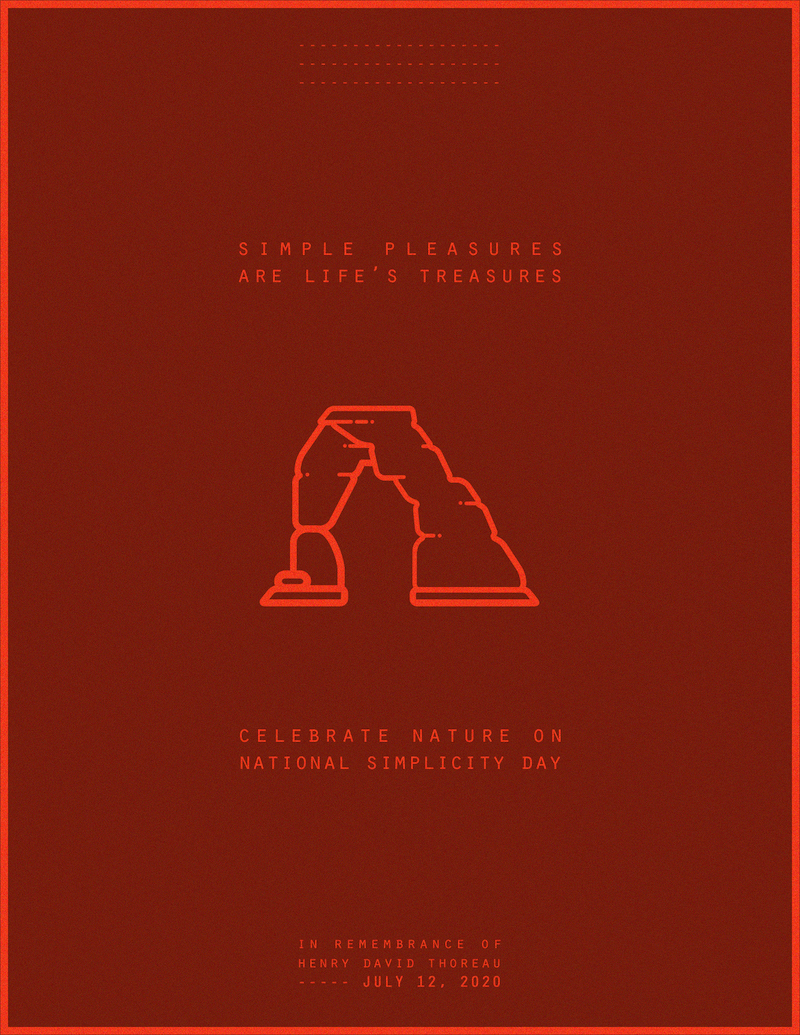 SIMPLE PLEASURES
ARE LIFE'S TREASURES
CELEBRATE NATURE ON
NATIONAL SIMPLICITY DAY
IN REMEMBRANCE OF
HENRY DAVID THOREAU
----- JULY 12, 2020